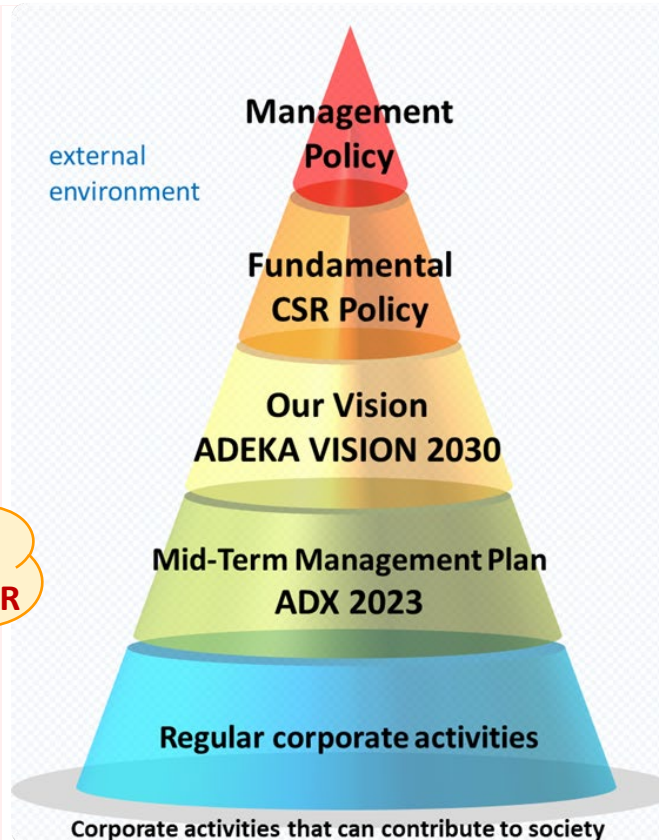 Management
Policy
external
environment
Fundamental
CSR Policy
Our Vision
ADEKA VISION 2030
Mid-Term Management Plan
ADX 2023
R
Regular corporate activities
Corporate activities that can contribute to society